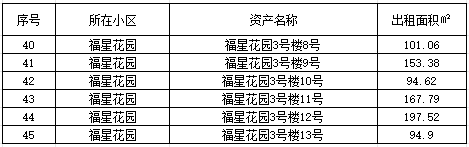 序号 所在小区 资产名称 出租面积㎡
40 福星花园 福星花园3号楼8号 101.06
41 福星花园 福星花园3号楼9号 153.38
42 福星花园 福星花园3号楼10号 94.62
43 福星花园 福星花园3号楼11号 167.79
44 福星花园 福星花园3号楼12号 197.52
45 福星花园 福星花园3号楼13号 94.9